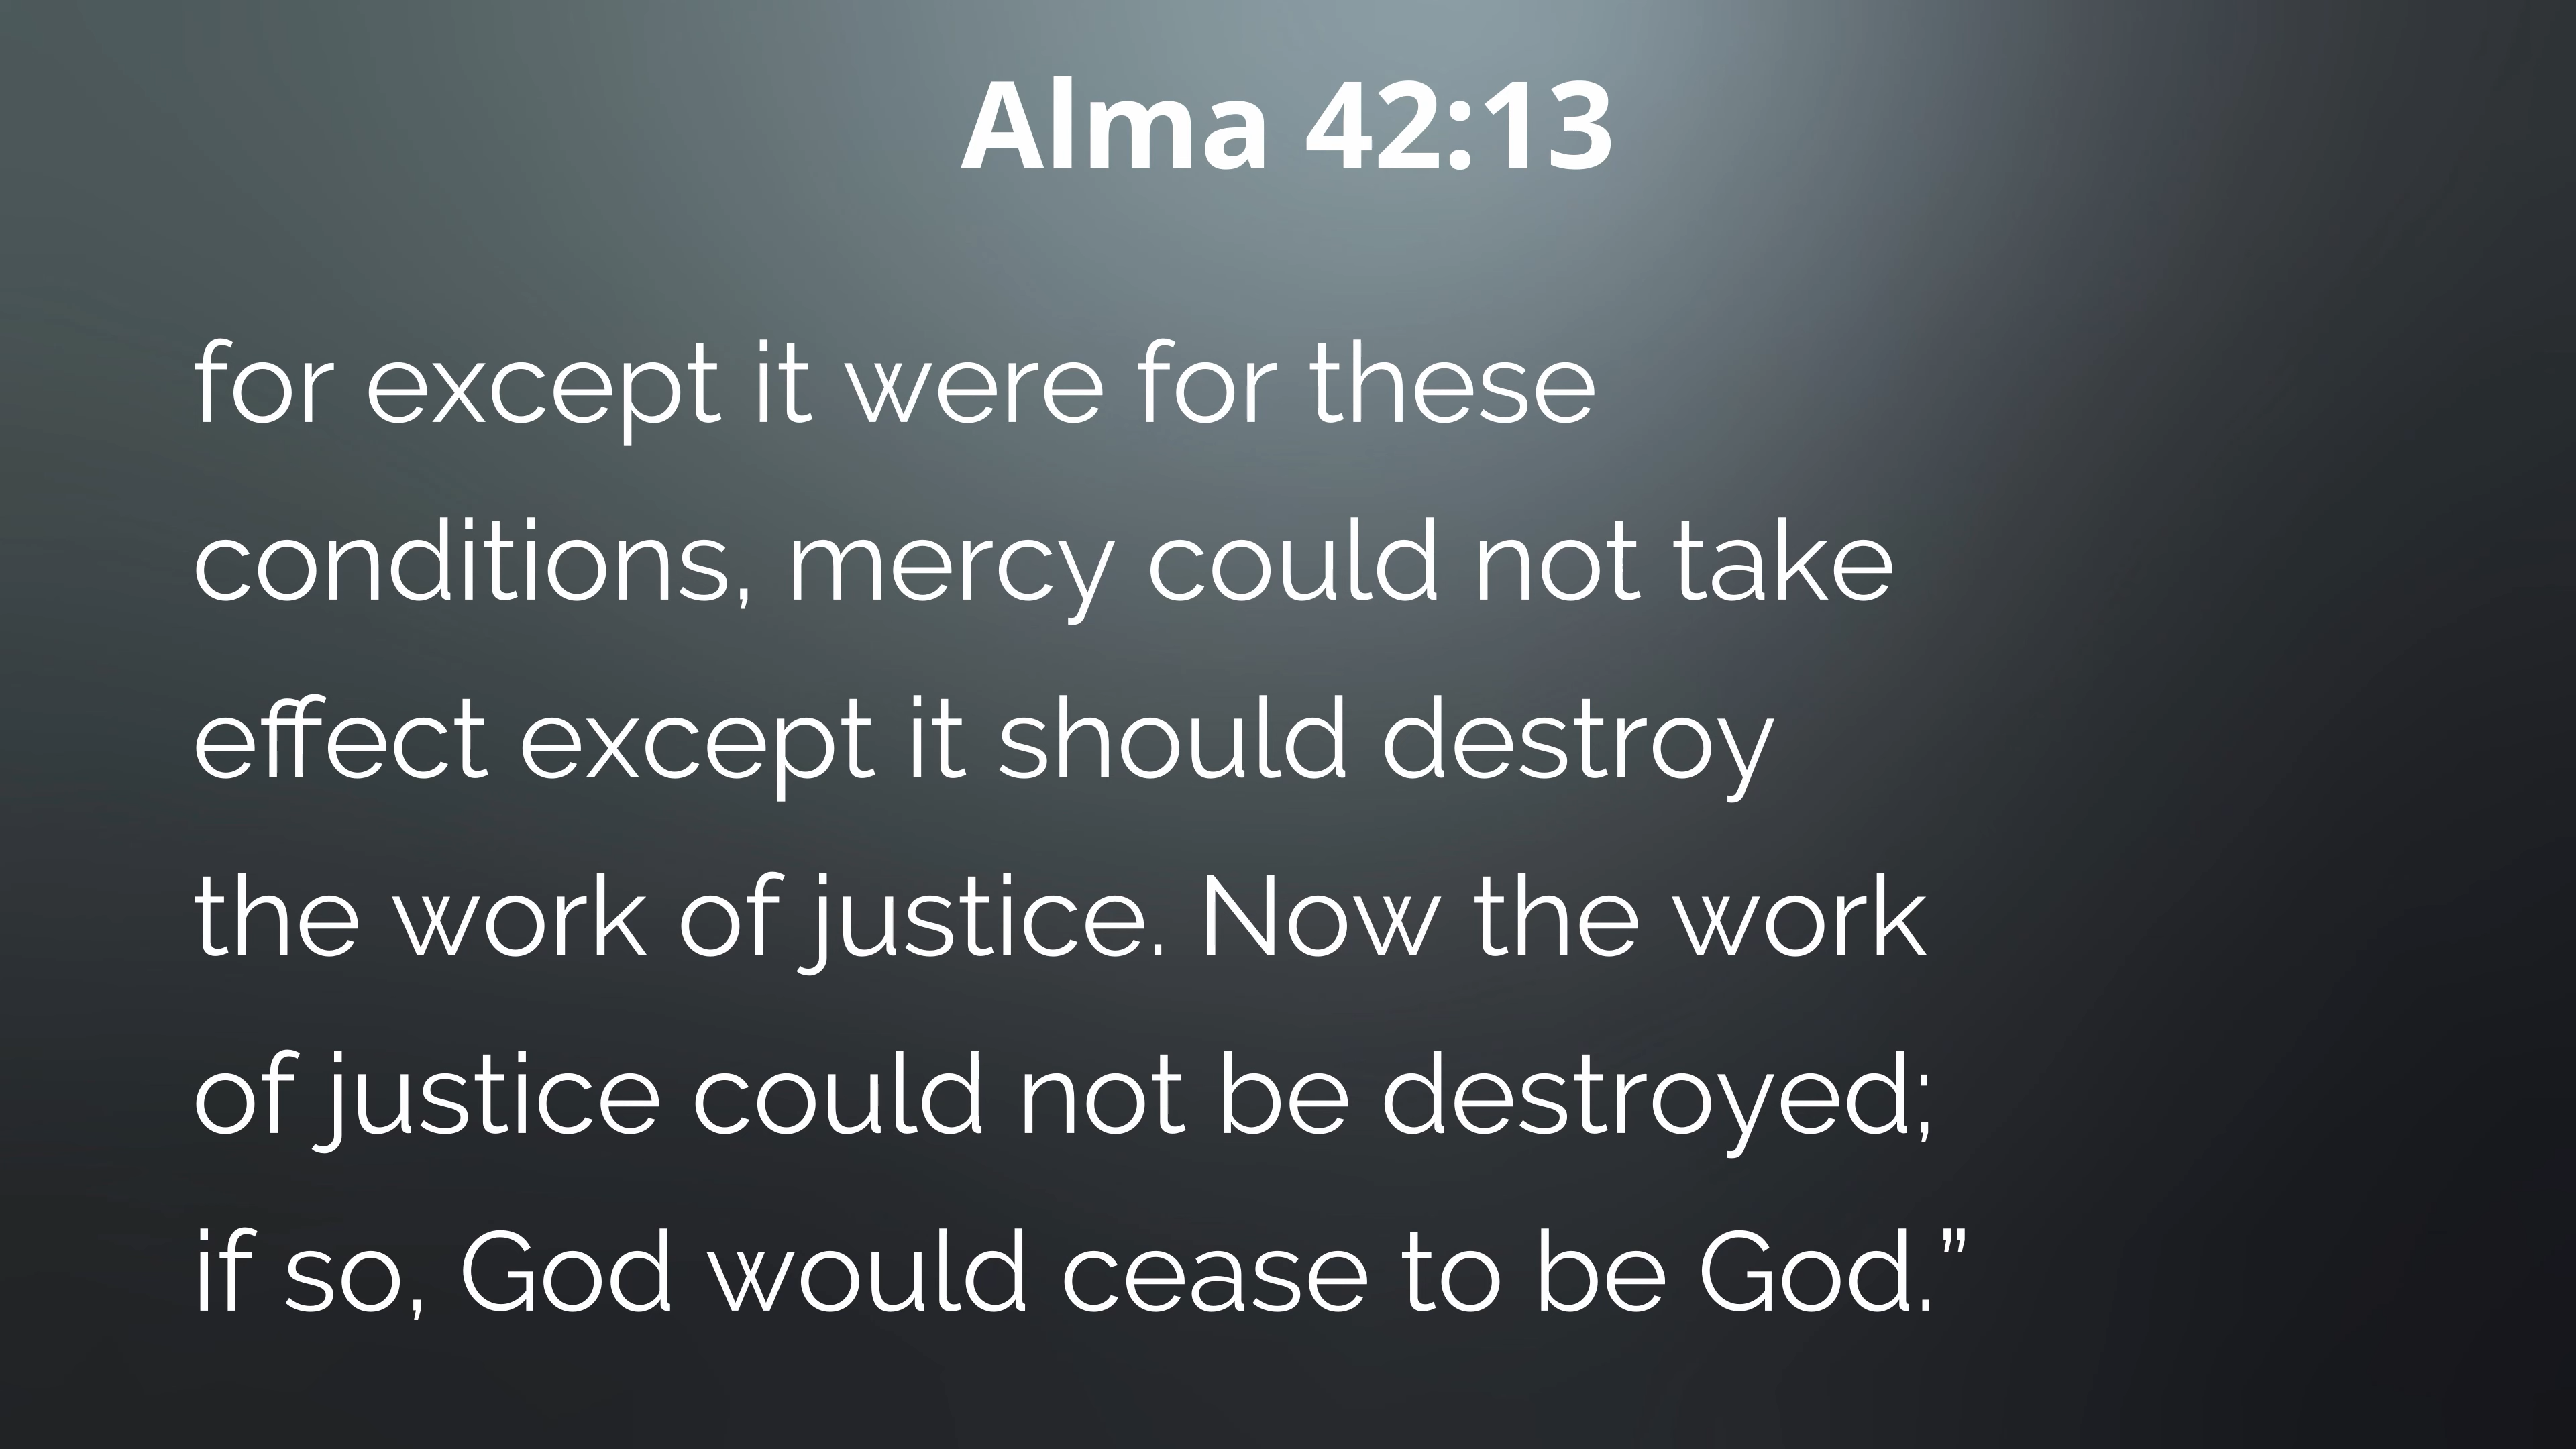 Alma 42:13
for except it were for these
conditions, mercy could not take
effect except it should destroy
the work of justice. Now the work
of justice could not be destroyed;
if so, God would cease to be God.”